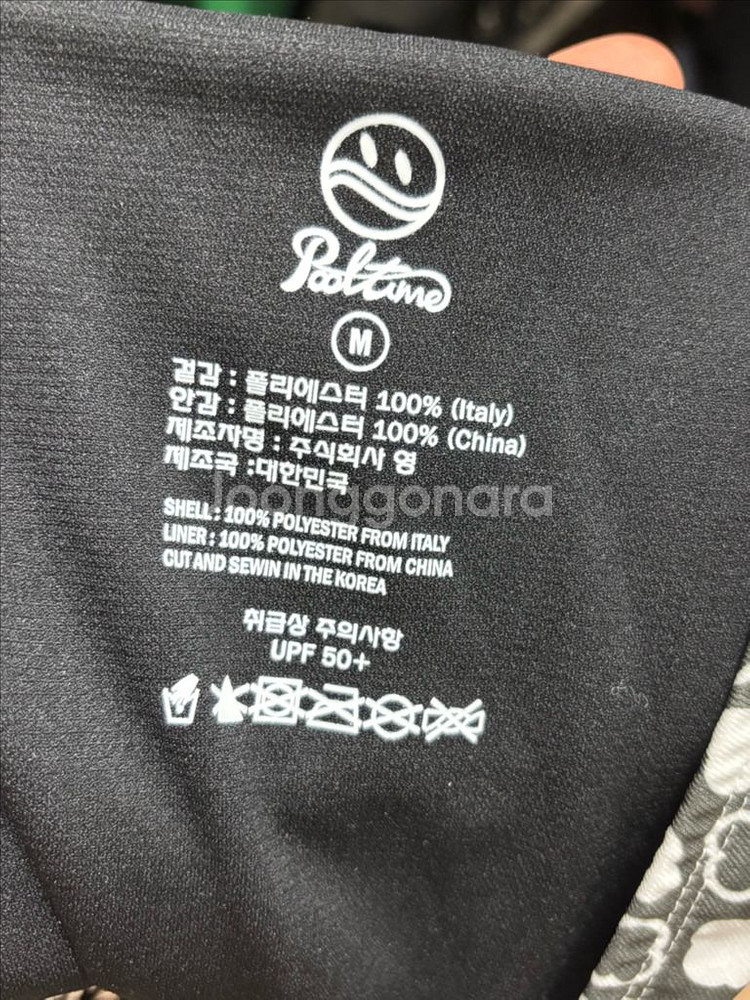 Pooltime
M
겉감 : 폴리에스터 100% (Italy)
안감 : 폴리에스터 100% (China)
제조자명 : 주식회사 영
제조국 :대한민국
Joonggonara
SHELL : 100% POLYESTER FROM ITALY
LINER : 100% POLYESTER FROM CHINA
CUT AND SEWIN IN THE KOREA
취급상 주의사항
UPF 50+